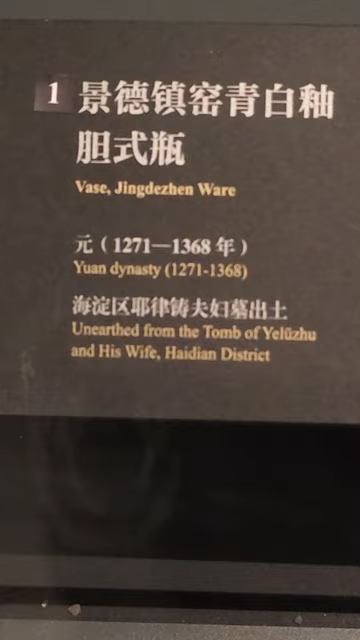 1 景德镇窑青白釉
胆式瓶
Vase, Jingdezhen Ware
元（1271—1368 年）
Yuan dynasty (1271-1368)
海淀区耶律铸夫妇墓出土
Unearthed from the Tomb of Yelüzhu
and His Wife, Haidian District